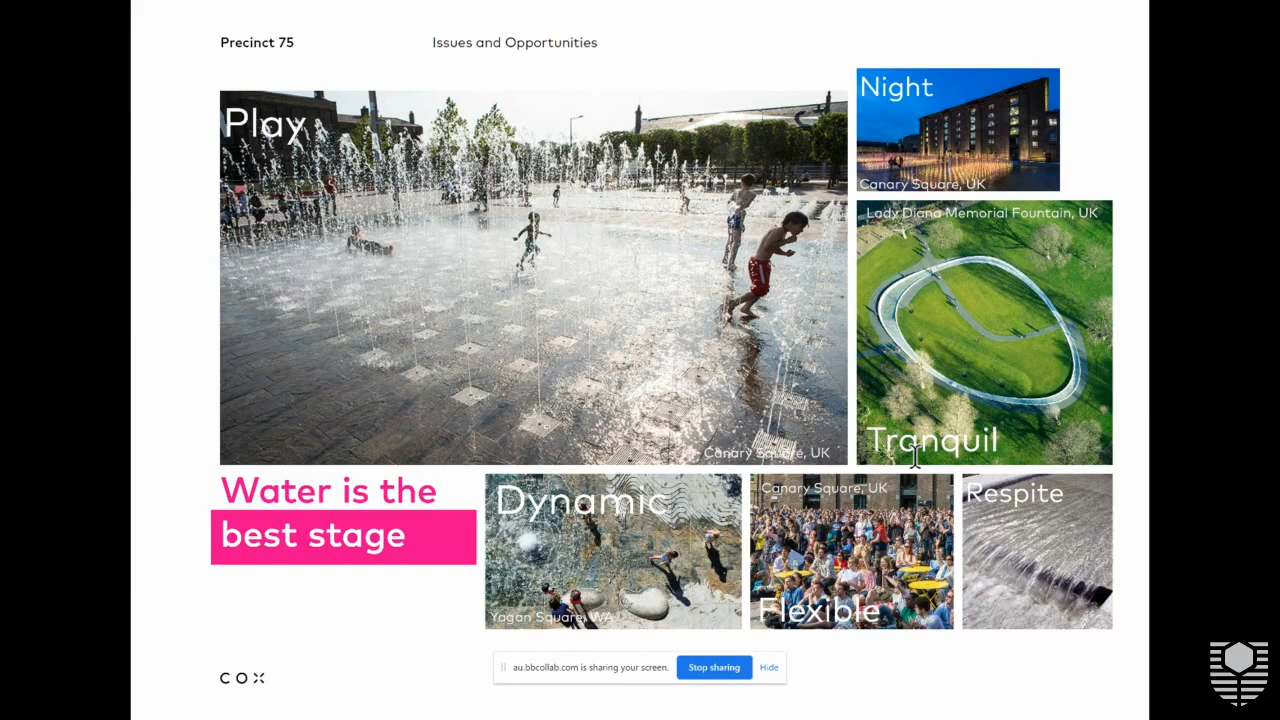 Precinct 75
Issues and Opportunities
Play
Canary Square, UK
Night
Canary Square, UK
Lady Diana Memorial Fountain, UK
Tranquil
Water is the
best stage
Dynamic
Yagan Square, WA
Canary Square, UK
Flexible
Respite
au.bbcollab.com is sharing your screen.
Stop sharing
Hide
COX